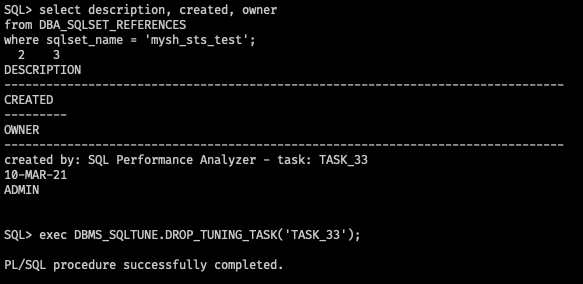 SQL> select description, created, owner
from DBA_SQLSET_REFERENCES
where sqlset_name = 'mysh_sts_test';
  2    3
DESCRIPTION
--------------------------------------------------------------------------------
CREATED
---------
OWNER
--------------------------------------------------------------------------------
created by: SQL Performance Analyzer - task: TASK_33
10-MAR-21
ADMIN
SQL> exec DBMS_SQLTUNE.DROP_TUNING_TASK('TASK_33');
PL/SQL procedure successfully completed.